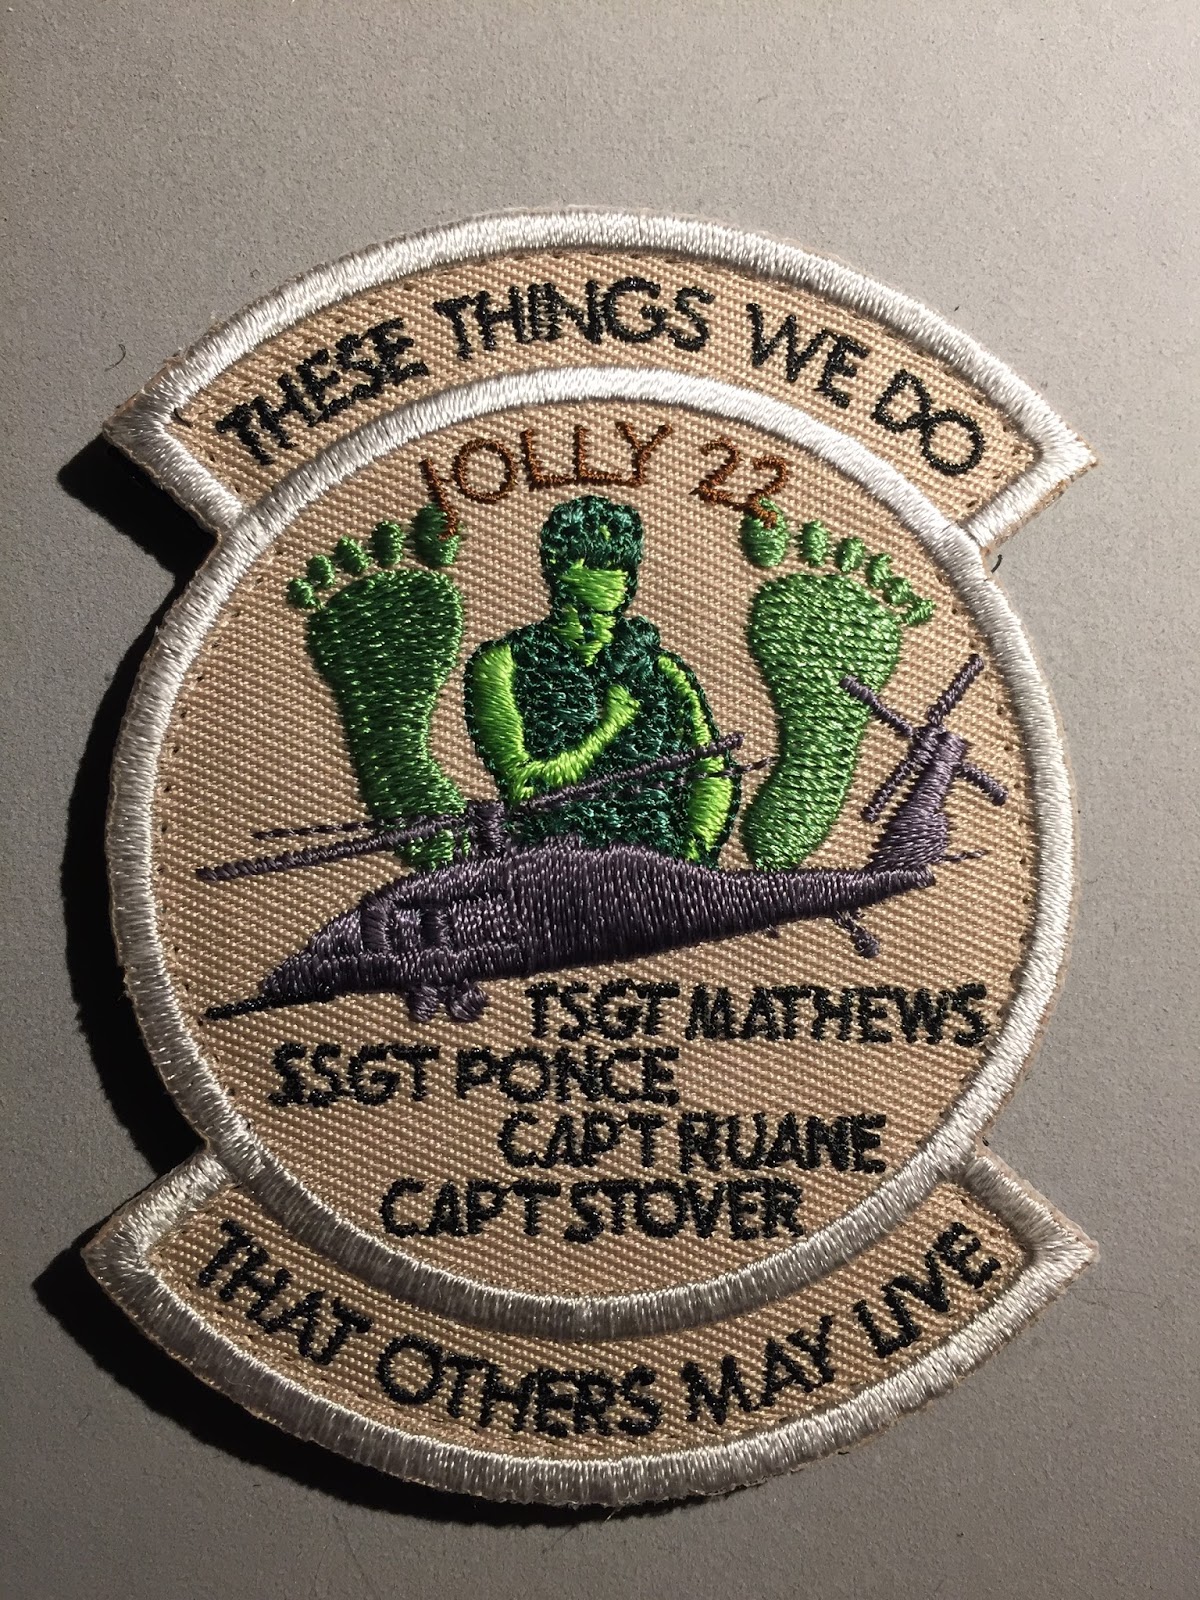 THESE THINGS WE DO
JOLLY 22
TSGT MATHEWS
SSGT PONCE
CAPT RUANE
CAPT STOVER
THAT OTHERS MAY LIVE